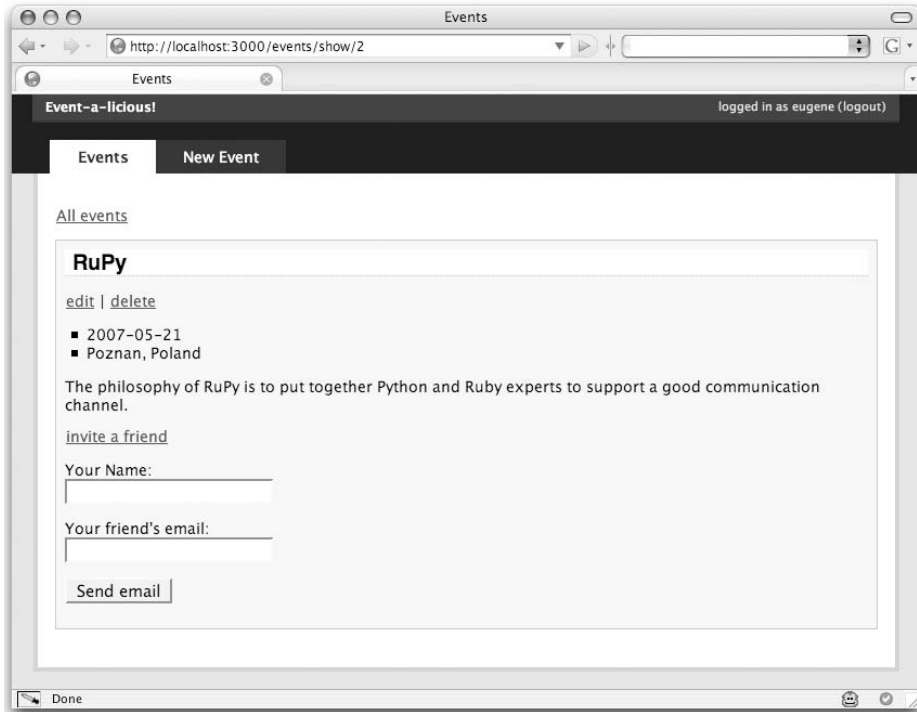 Events
http://localhost:3000/events/show/2
G
Events
Event-a-licious!
logged in as eugene (logout)
Events
New Event
All events
RuPy
edit | delete
2007-05-21
Poznan, Poland
The philosophy of RuPy is to put together Python and Ruby experts to support a good communication
channel.
invite a friend
Your Name:
Your friend's email:
Send email
Done